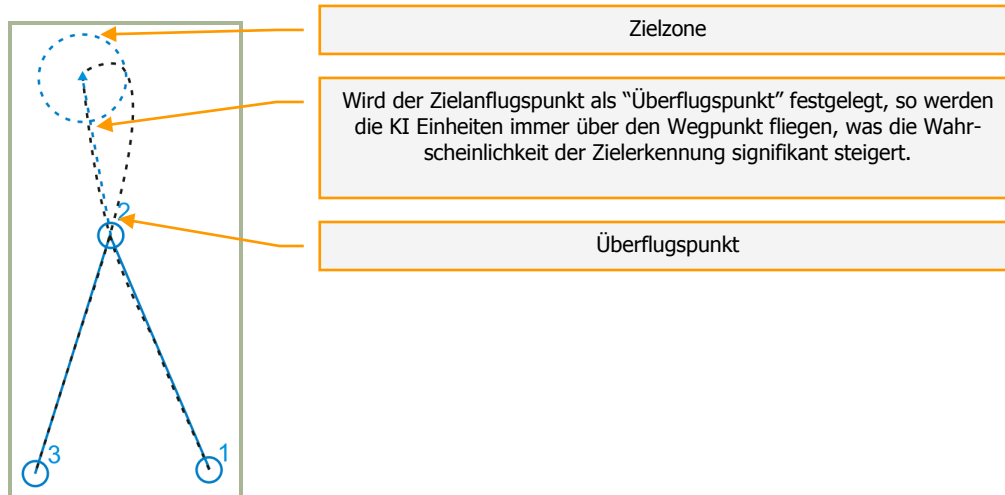 Zielzone
Wird der Zielanflugspunkt als “Überflugspunkt” festgelegt, so werden
die KI Einheiten immer über den Wegpunkt fliegen, was die Wahr-
scheinlichkeit der Zielerkennung signifikant steigert.
2
Überflugspunkt
3
1